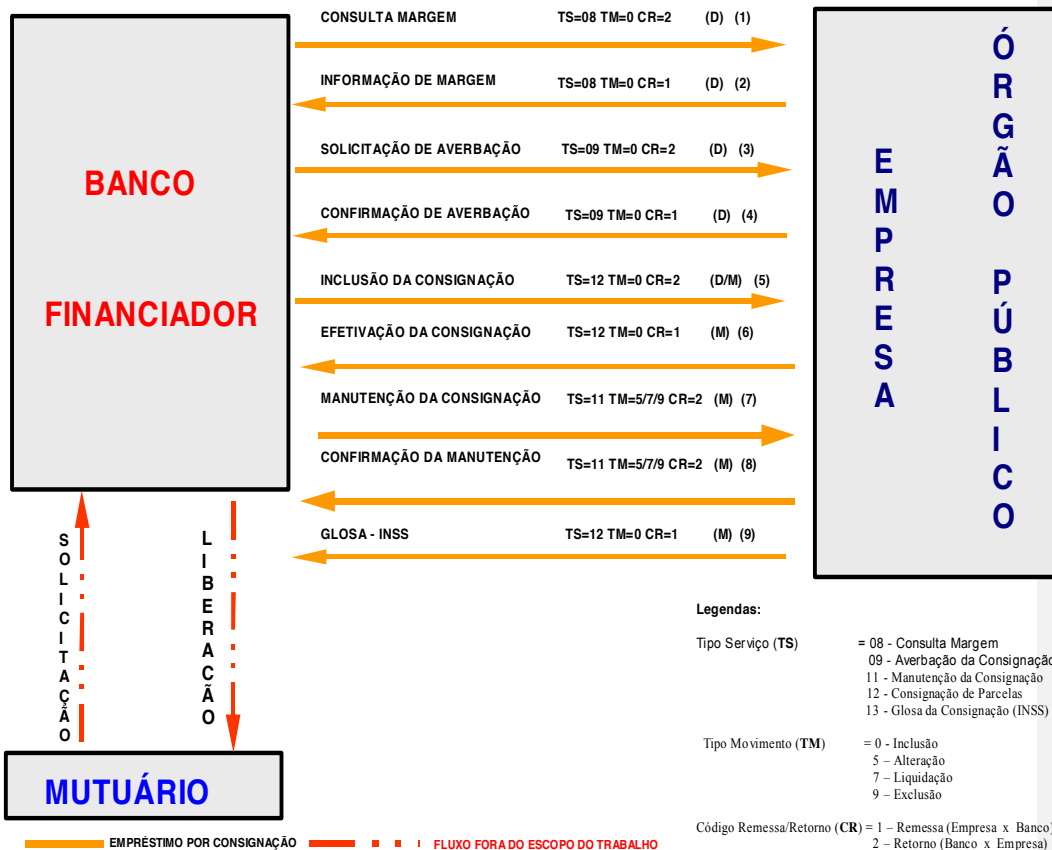 CONSULTA MARGEM TS=08 TM=0 CR=2 (D) (1)
INFORMAÇÃO DE MARGEM TS=08 TM=0 CR=1 (D) (2)
SOLICITAÇÃO DE AVERBAÇÃO TS=09 TM=0 CR=2 (D) (3)
CONFIRMAÇÃO DE AVERBAÇÃO TS=09 TM=0 CR=1 (D) (4)
INCLUSÃO DA CONSIGNAÇÃO TS=12 TM=0 CR=2 (D/M) (5)
EFETIVAÇÃO DA CONSIGNAÇÃO TS=12 TM=0 CR=1 (M) (6)
MANUTENÇÃO DA CONSIGNAÇÃO TS=11 TM=5/7/9 CR=2 (M) (7)
CONFIRMAÇÃO DA MANUTENÇÃO TS=11 TM=5/7/9 CR=2 (M) (8)
GLOSA - INSS TS=12 TM=0 CR=1 (M) (9)
BANCO
FINANCIADOR
EMPRESA
ÓRGÃO PÚBLICO
SOLICITAÇÃO
LIBERACÃO
MUTUÁRIO
Legendas:
Tipo Serviço (TS) = 08 - Consulta Margem
09 - Averbação da Consignação
11 - Manutenção da Consignação
12 - Consignação de Parcelas
13 - Glosa da Consignação (INSS)
Tipo Movimento (TM) = 0 - Inclusão
5 – Alteração
7 – Liquidação
9 – Exclusão
Código Remessa/Retorno (CR) = 1 – Remessa (Empresa x Banco)
2 – Retorno (Banco x Empresa)
EMPRÉSTIMO POR CONSIGNAÇÃO FLUXO FORA DO ESCOPO DO TRABALHO